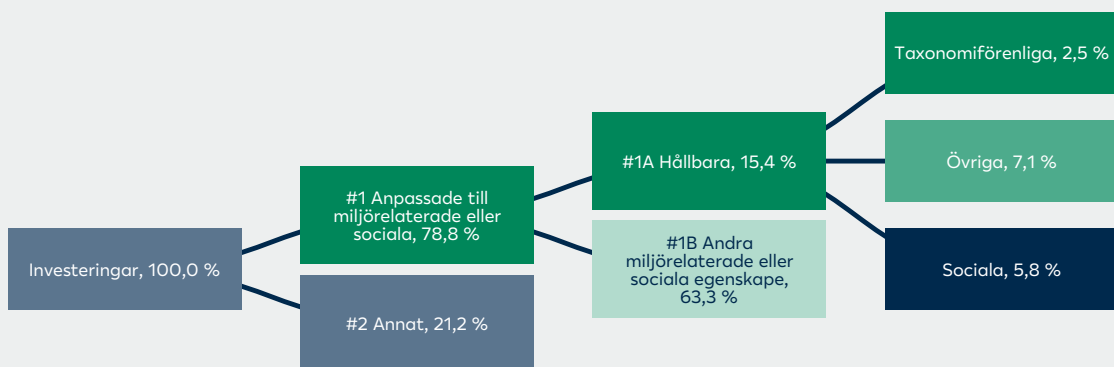 Investeringar, 100,0 %
#1 Anpassade till
miljörelaterade eller
sociala, 78,8 %
#2 Annat, 21,2 %
#1A Hållbara, 15,4 %
#1B Andra
miljörelaterade eller
sociala egenskape,
63,3 %
Taxonomiförenliga, 2,5 %
Övriga, 7,1 %
Sociala, 5,8 %